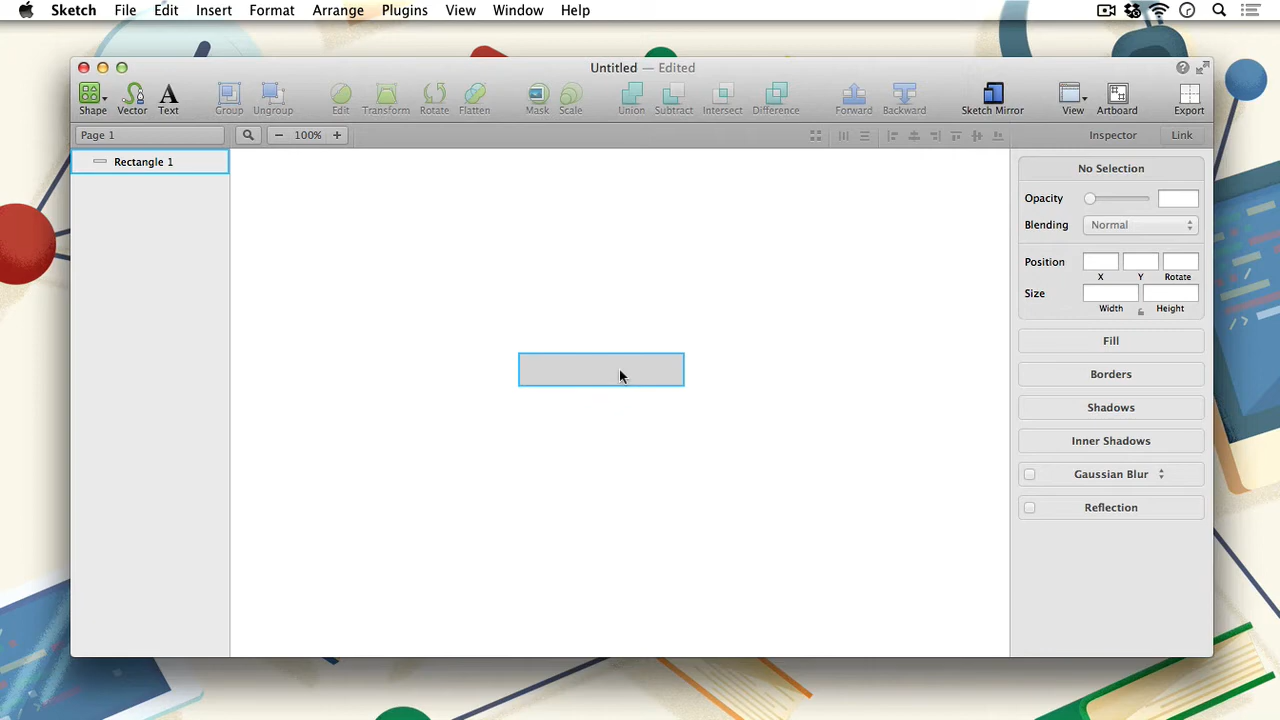 Sketch File Edit Insert Format Arrange Plugins View Window Help
Untitled — Edited
Shape Vector Text Group Ungroup Edit Transform Rotate Flatten Mask Scale Union Subtract Intersect Difference Forward Backward Sketch Mirror View Artboard Export
Page 1 − 100% + Inspector Link
Rectangle 1
No Selection
Opacity
Blending Normal
Position
X Y Rotate
Size
Width Height
Fill
Borders
Shadows
Inner Shadows
Gaussian Blur
Reflection